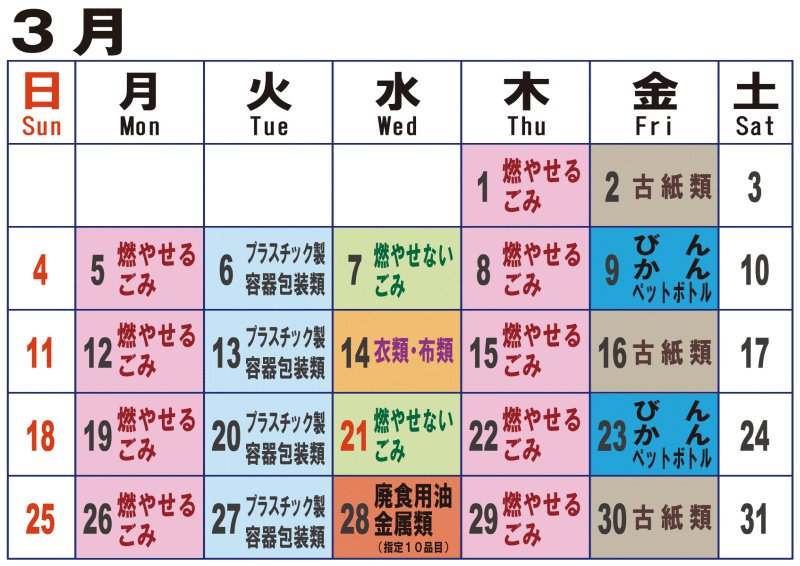 3月
日 月 火 水 木 金 土
Sun Mon Tue Wed Thu Fri Sat
1 燃やせる
ごみ
2 古紙類
3
4
5 燃やせる
ごみ
6 プラスチック製
容器包装類
7 燃やせない
ごみ
8 燃やせる
ごみ
9 びん
かん
ペットボトル
10
11
12 燃やせる
ごみ
13 プラスチック製
容器包装類
14 衣類・布類
15 燃やせる
ごみ
16 古紙類
17
18
19 燃やせる
ごみ
20 プラスチック製
容器包装類
21 燃やせない
ごみ
22 燃やせる
ごみ
23 びん
かん
ペットボトル
24
25
26 燃やせる
ごみ
27 プラスチック製
容器包装類
28 廃食用油
金属類
(指定10品目)
29 燃やせる
ごみ
30 古紙類
31